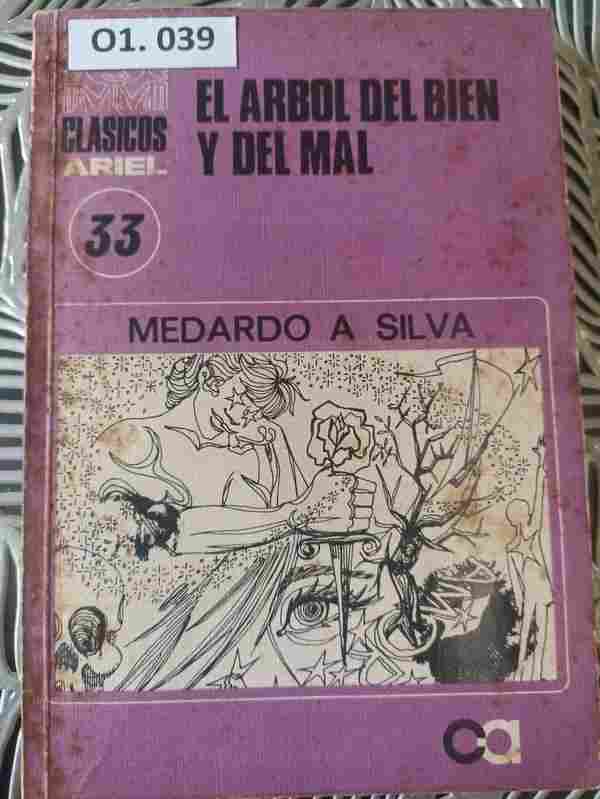 O1. 039
CLASICOS
ARIEL
33
EL ARBOL DEL BIEN
Y DEL MAL
MEDARDO A SILVA
ca